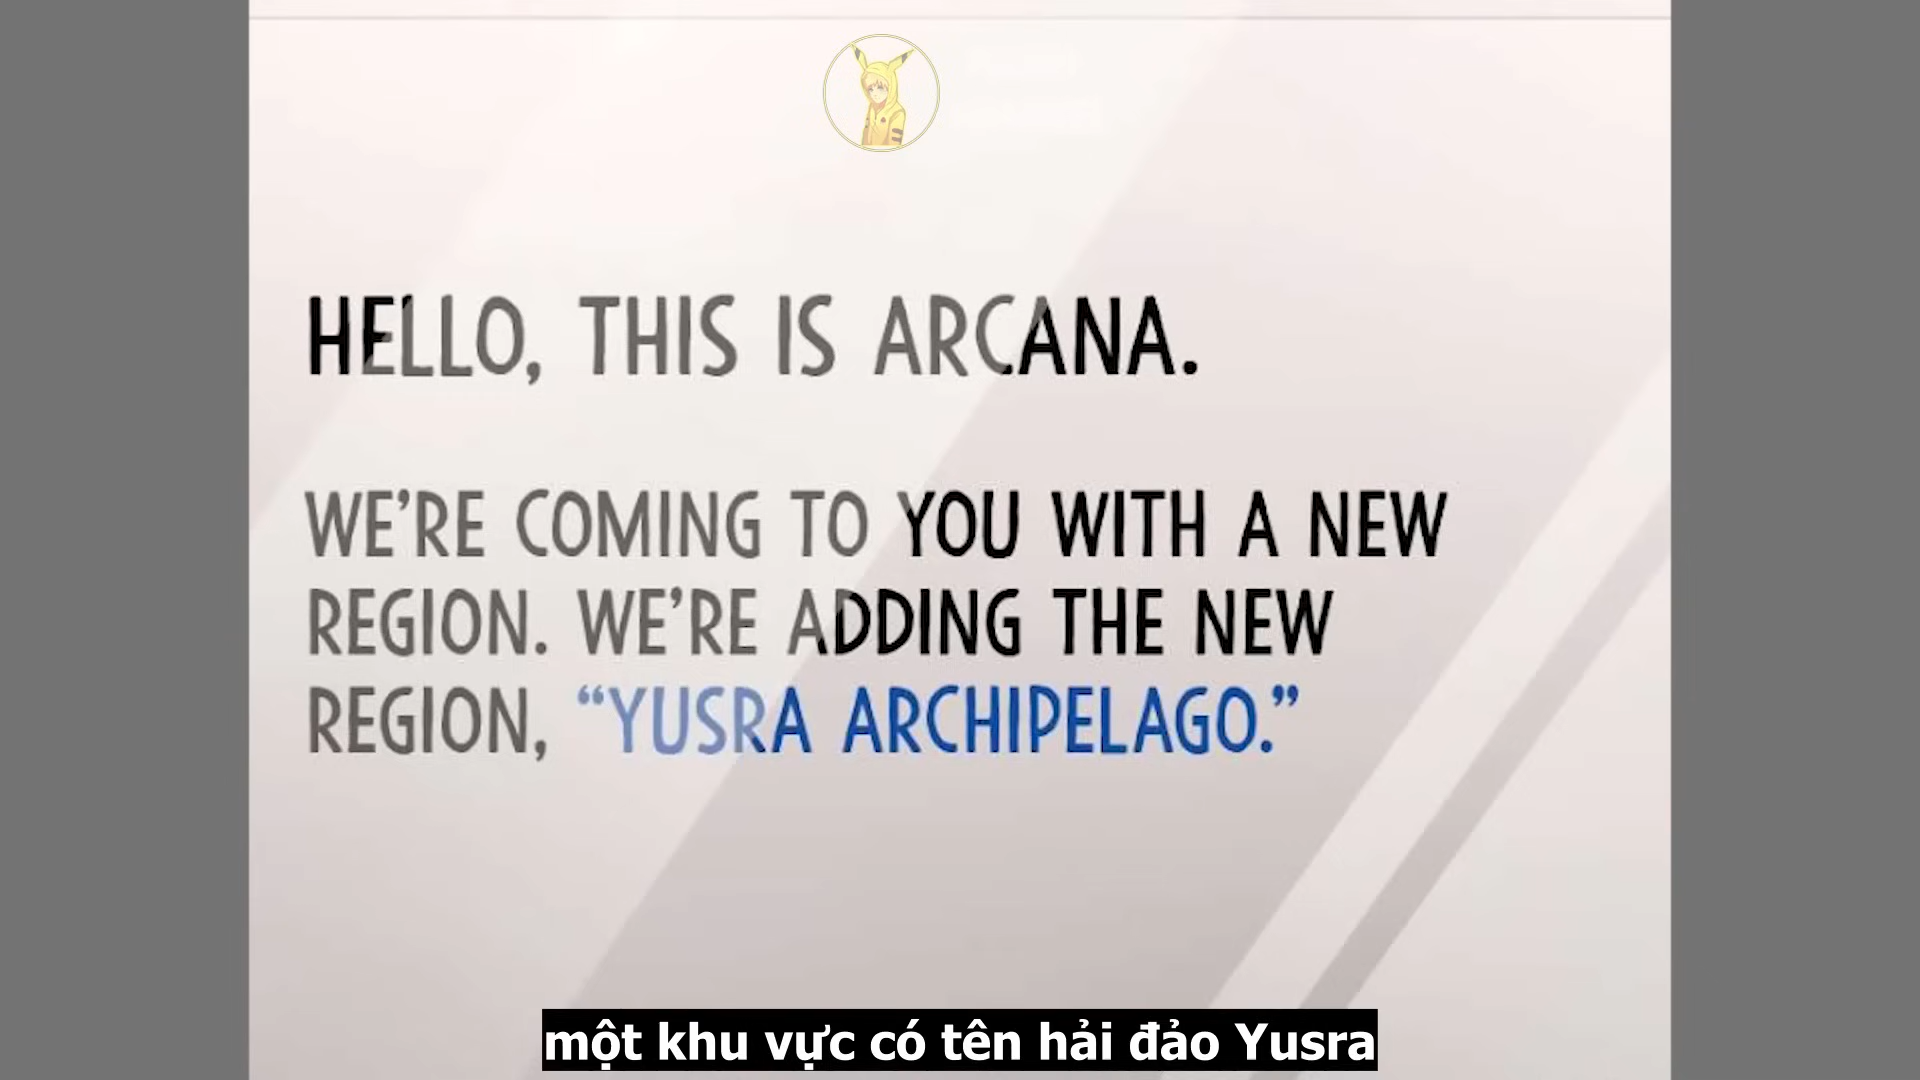 HELLO, THIS IS ARCANA.
WE'RE COMING TO YOU WITH A NEW
REGION. WE'RE ADDING THE NEW
REGION, “YUSRA ARCHIPELAGO.”
một khu vực có tên hải đảo Yusra